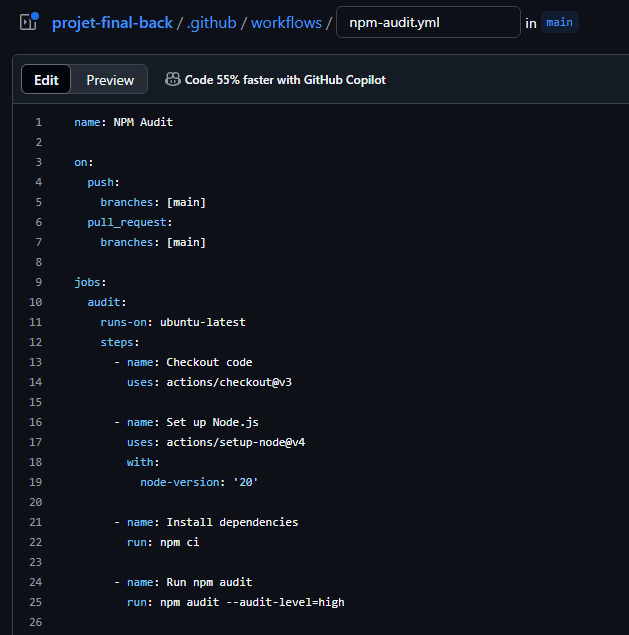 projet-final-back / .github / workflows / npm-audit.yml in main
Edit Preview Code 55% faster with GitHub Copilot
1 name: NPM Audit
2
3 on:
4 push:
5 branches: [main]
6 pull_request:
7 branches: [main]
8
9 jobs:
10 audit:
11 runs-on: ubuntu-latest
12 steps:
13 - name: Checkout code
14 uses: actions/checkout@v3
15
16 - name: Set up Node.js
17 uses: actions/setup-node@v4
18 with:
19 node-version: '20'
20
21 - name: Install dependencies
22 run: npm ci
23
24 - name: Run npm audit
25 run: npm audit --audit-level=high
26